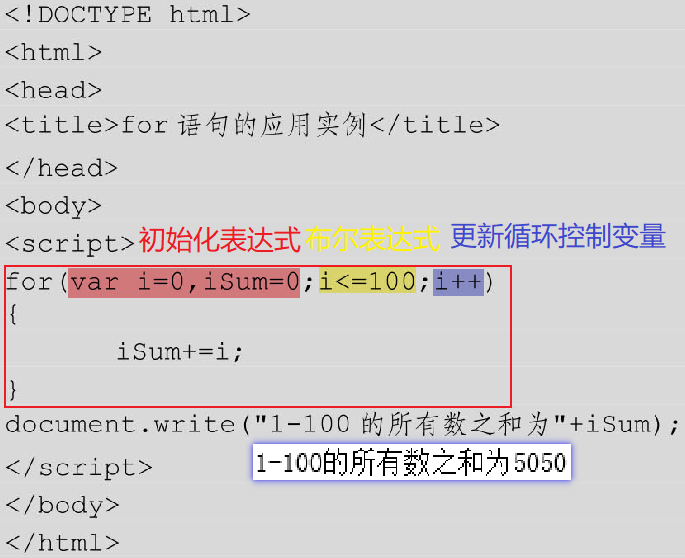 <!DOCTYPE html>
<html>
<head>
<title>for 语句的应用实例</title>
</head>
<body>
<script>初始化表达式 布尔表达式 更新循环控制变量
for(var i=0,iSum=0;i<=100;i++)
{
iSum+=i;
}
document.write("1-100 的所有数之和为"+iSum);
</script> 1-100的所有数之和为5050
</body>
</html>